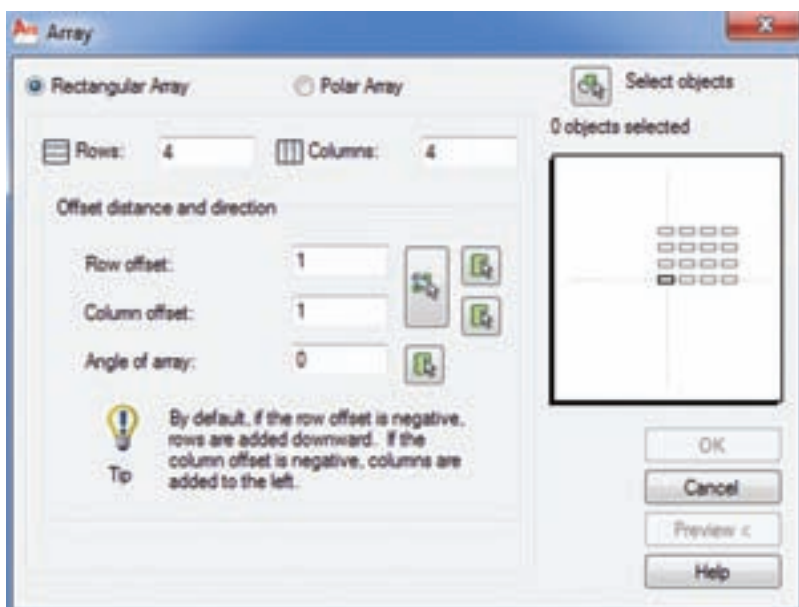 Array
Rectangular Array
Polar Array
Select objects
0 objects selected
Rows: 4
Columns: 4
Offset distance and direction
Row offset: 1
Column offset: 1
Angle of array: 0
By default, if the row offset is negative,
rows are added downward. If the
column offset is negative, columns are
added to the left.
Tip
OK
Cancel
Preview <
Help